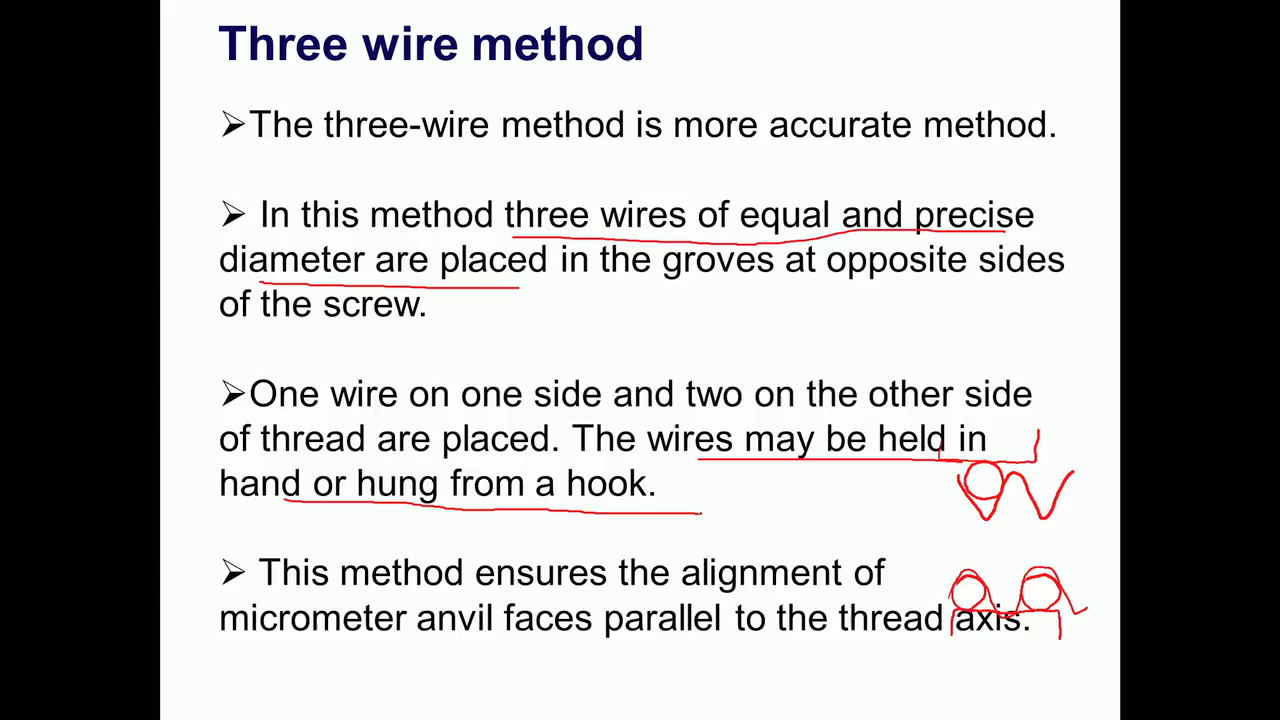 Three wire method
➢The three-wire method is more accurate method.
➢ In this method three wires of equal and precise
diameter are placed in the groves at opposite sides
of the screw.
➢One wire on one side and two on the other side
of thread are placed. The wires may be held in
hand or hung from a hook.
➢ This method ensures the alignment of
micrometer anvil faces parallel to the thread axis.